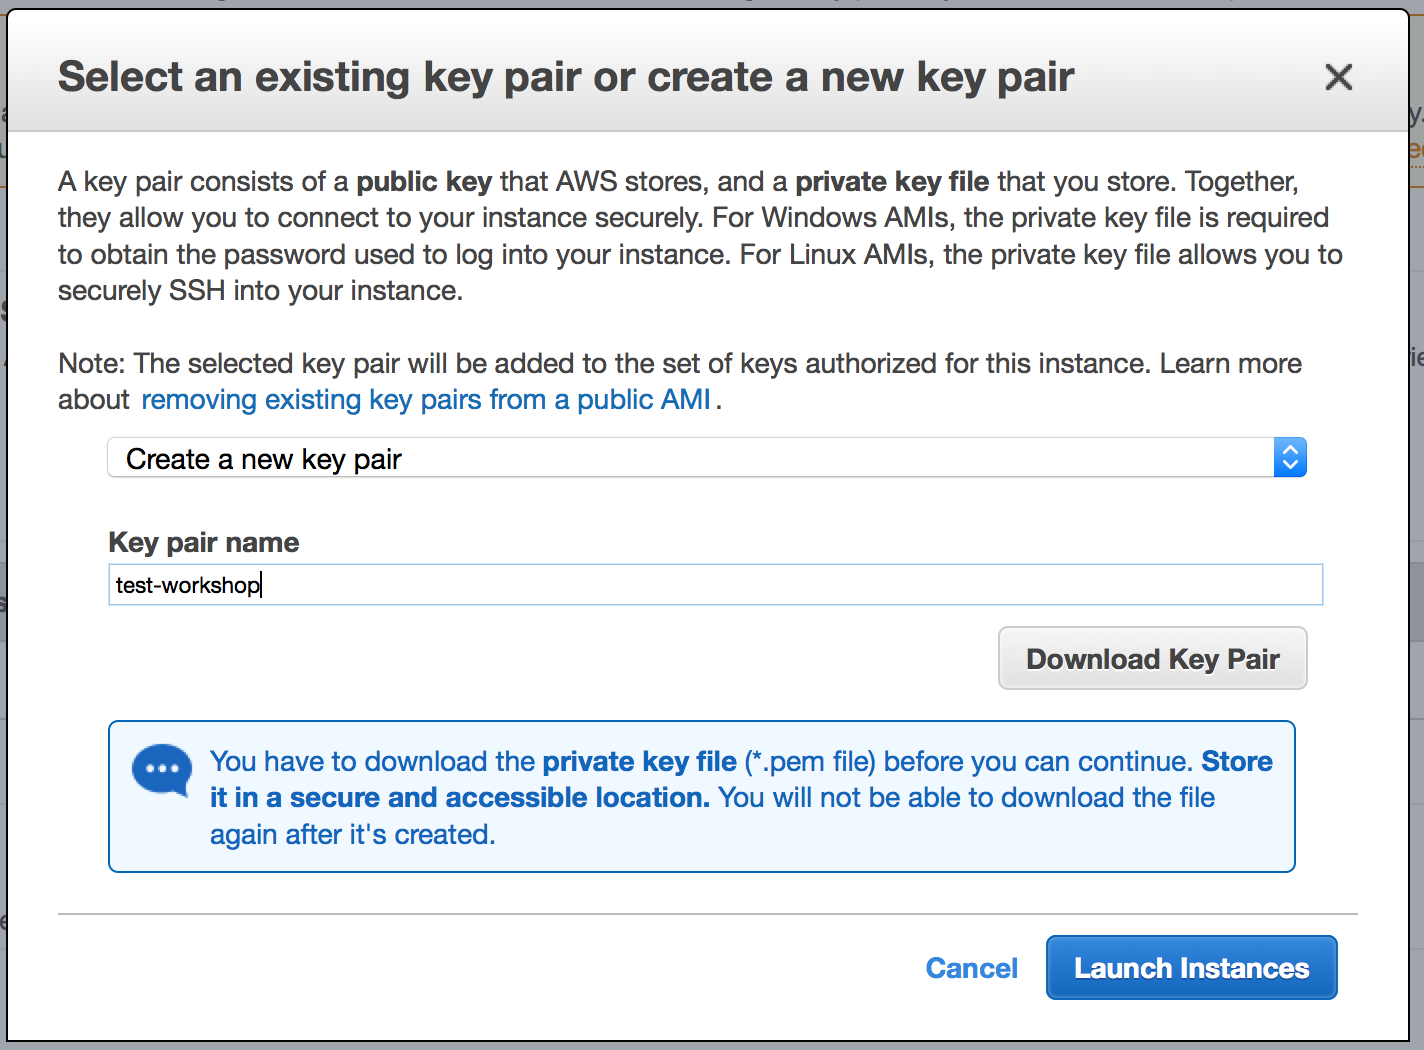 Select an existing key pair or create a new key pair
A key pair consists of a public key that AWS stores, and a private key file that you store. Together,
they allow you to connect to your instance securely. For Windows AMIs, the private key file is required
to obtain the password used to log into your instance. For Linux AMIs, the private key file allows you to
securely SSH into your instance.
Note: The selected key pair will be added to the set of keys authorized for this instance. Learn more
about removing existing key pairs from a public AMI .
Create a new key pair
Key pair name
test-workshop
Download Key Pair
You have to download the private key file (*.pem file) before you can continue. Store
it in a secure and accessible location. You will not be able to download the file
again after it's created.
Cancel
Launch Instances